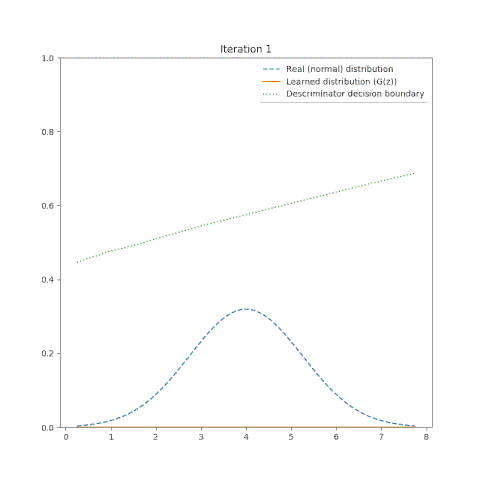 Iteration 1
Real (normal) distribution
Learned distribution (G(z))
Descriminator decision boundary
1.0
0.8
0.6
0.4
0.2
0.0
0 1 2 3 4 5 6 7 8